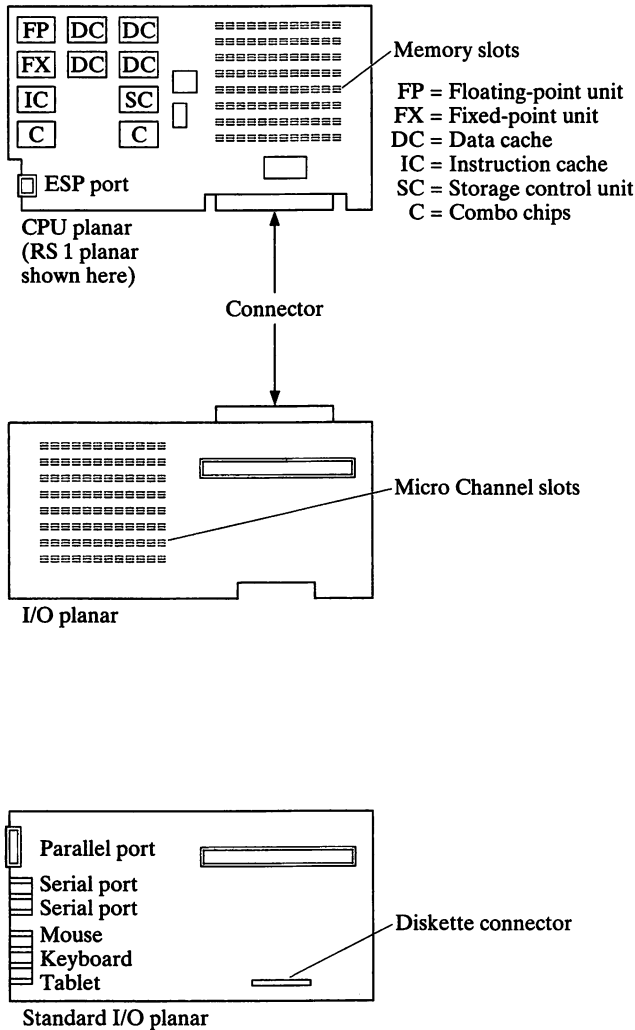 FP DC DC
FX DC DC
IC SC
C C
ESP port
CPU planar
(RS 1 planar
shown here)
Memory slots
FP = Floating-point unit
FX = Fixed-point unit
DC = Data cache
IC = Instruction cache
SC = Storage control unit
C = Combo chips
Connector
Micro Channel slots
I/O planar
Parallel port
Serial port
Serial port
Mouse
Keyboard
Tablet
Diskette connector
Standard I/O planar